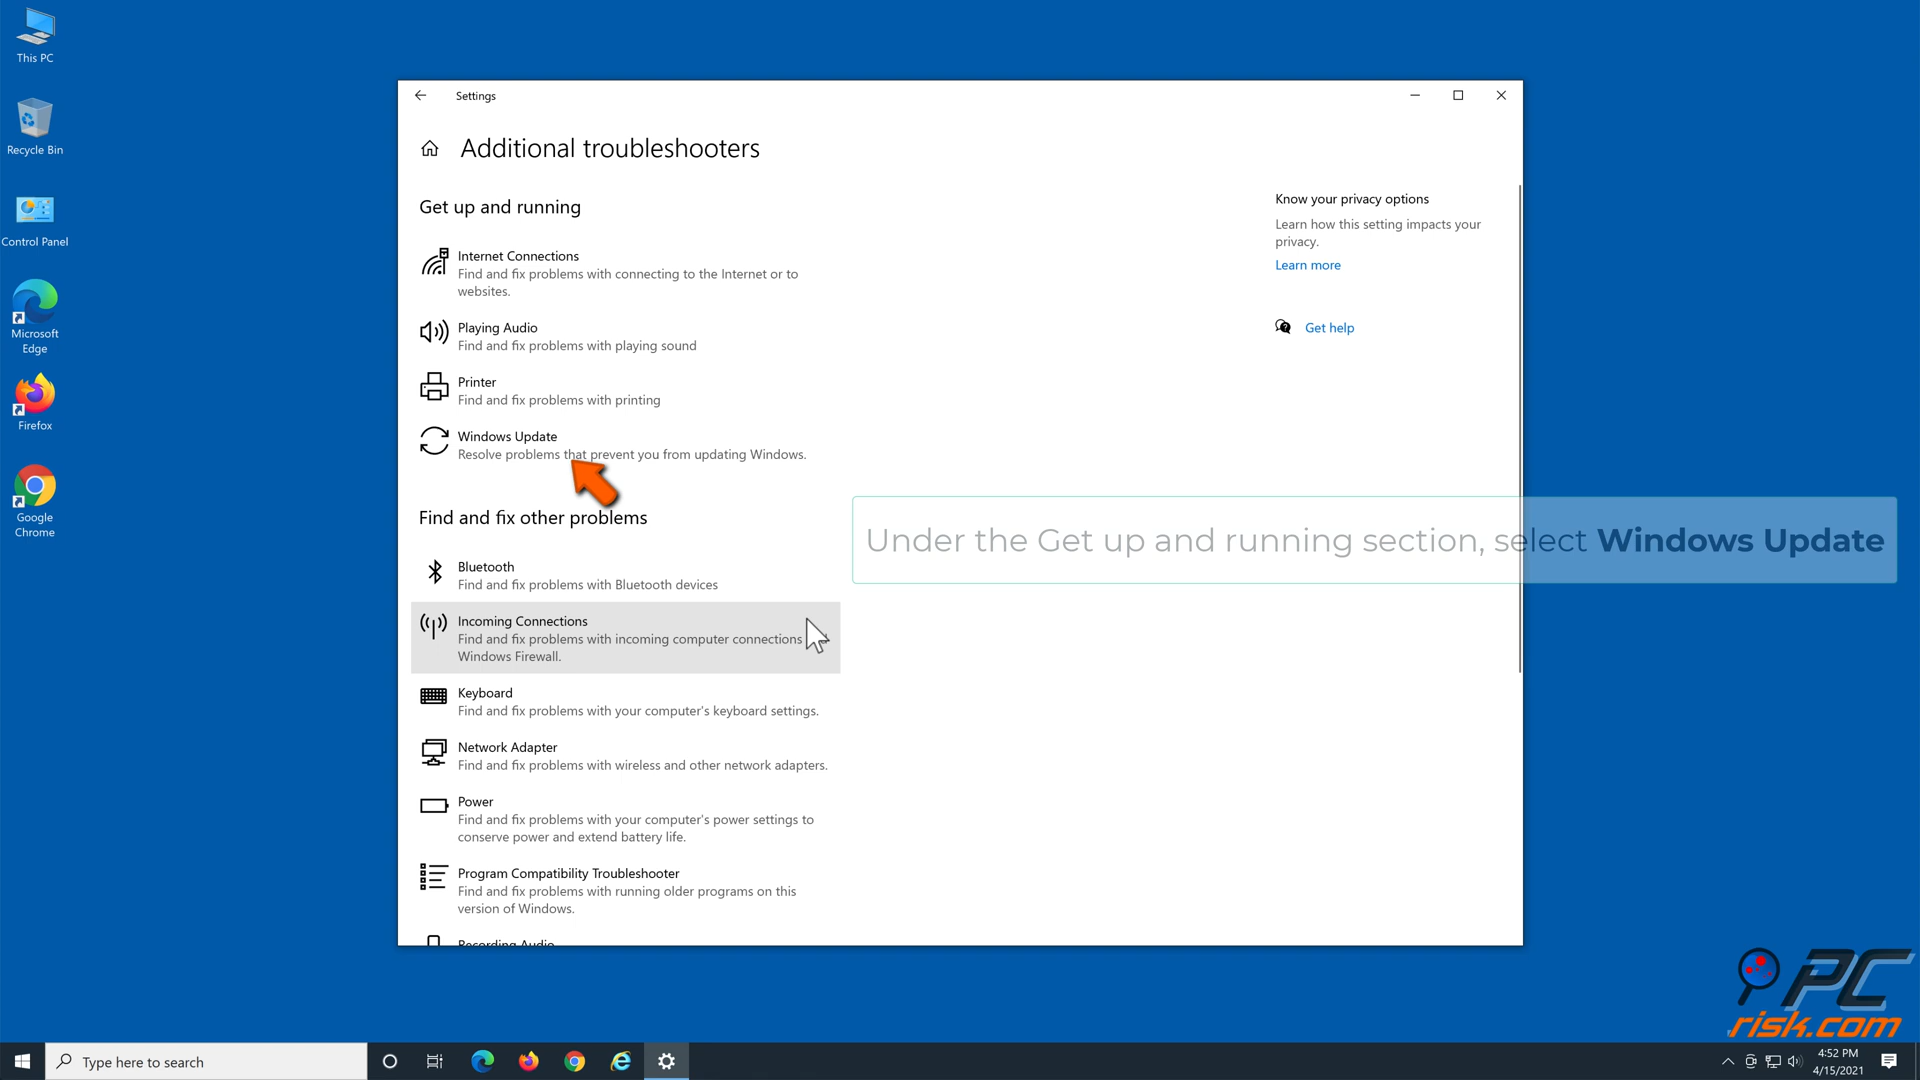 This PC
Recycle Bin
Control Panel
Microsoft
Edge
Firefox
Google
Chrome
Settings
Additional troubleshooters
Get up and running
Internet Connections
Find and fix problems with connecting to the Internet or to
websites.
Playing Audio
Find and fix problems with playing sound
Printer
Find and fix problems with printing
Windows Update
Resolve problems that prevent you from updating Windows.
Find and fix other problems
Bluetooth
Find and fix problems with Bluetooth devices
Incoming Connections
Find and fix problems with incoming computer connections
Windows Firewall.
Keyboard
Find and fix problems with your computer's keyboard settings.
Network Adapter
Find and fix problems with wireless and other network adapters.
Power
Find and fix problems with your computer's power settings to
conserve power and extend battery life.
Program Compatibility Troubleshooter
Find and fix problems with running older programs on this
version of Windows.
Recording Audio
Know your privacy options
Learn how this setting impacts your
privacy.
Learn more
Get help
Under the Get up and running section, select Windows Update
PC
risk.com
Type here to search
4:52 PM
4/15/2021